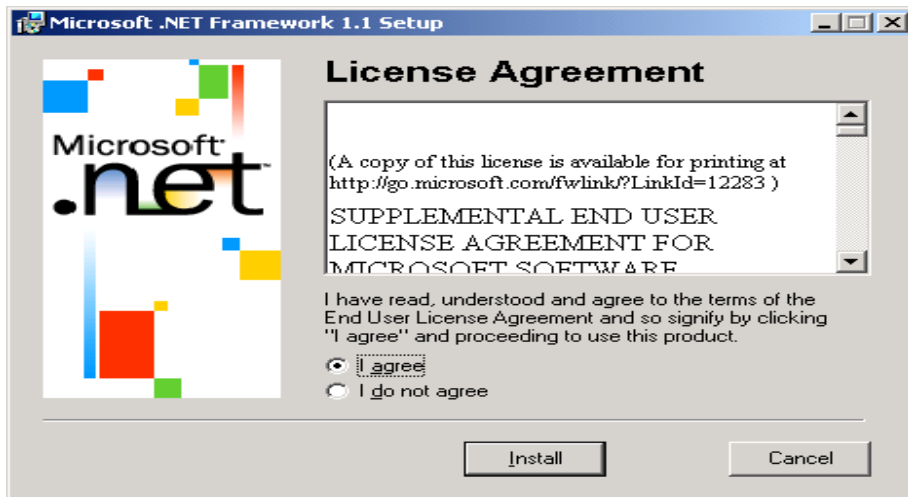 Microsoft .NET Framework 1.1 Setup
License Agreement
Microsoft
.net
(A copy of this license is available for printing at
http://go.microsoft.com/fwlink/?LinkId=12283 )
SUPPLEMENTAL END USER
LICENSE AGREEMENT FOR
MICROSOFT SOFTWARE
I have read, understood and agree to the terms of the
End User License Agreement and so signify by clicking
"I agree" and proceeding to use this product.
I agree
I do not agree
Install
Cancel